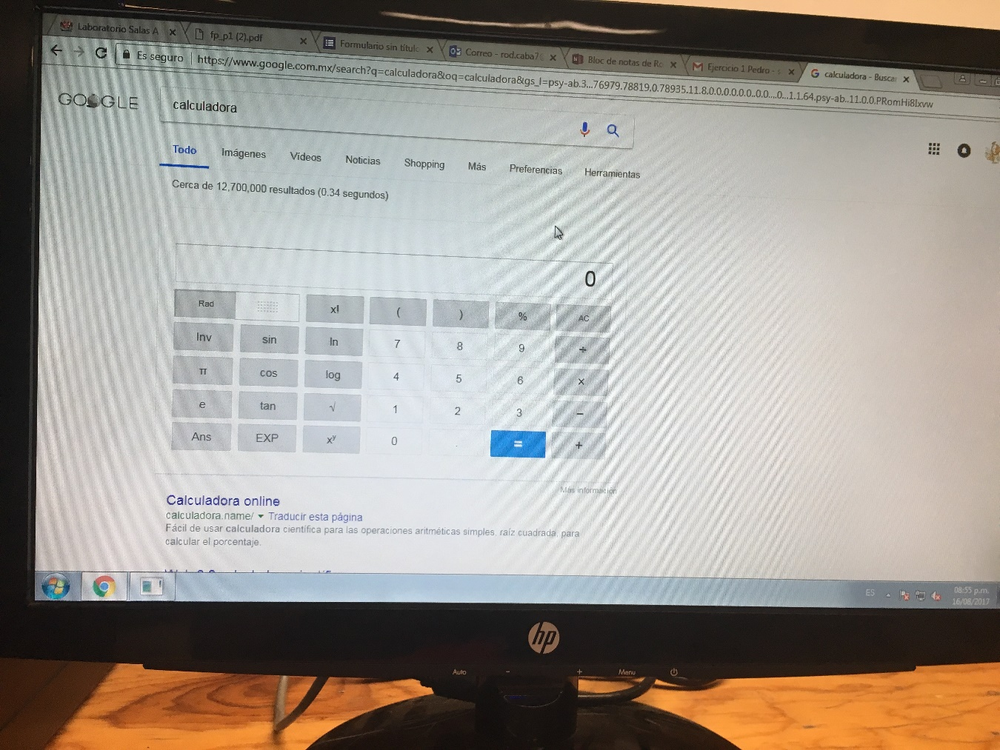 Laboratorio Salas A
fp_p1 (2).pdf
Formulario sin título
Correo - rod.caba7
Bloc de notas de Ro
Ejercicio 1 Pedro -
calculadora - Buscar
Es seguro
https://www.google.com.mx/search?q=calculadora&oq=calculadora&gs_l=psy-ab.3...76979.78819.0.78935.11.8.0.0.0.0.0.0..0.0....0...1.1.64.psy-ab..11.0.0.PRomHi8lxvw
GOOGLE
calculadora
Todo Imágenes Vídeos Noticias Shopping Más Preferencias Herramientas
Cerca de 12,700,000 resultados (0.34 segundos)
0
Rad x! ( ) % AC
Inv sin ln 7 8 9 ÷
π cos log 4 5 6 ×
e tan √ 1 2 3 −
Ans EXP xʸ 0 . = +
Más información
Calculadora online
calculadora.name/ Traducir esta página
Fácil de usar calculadora científica para las operaciones aritméticas simples, raíz cuadrada, para
calcular el porcentaje.
ES
08:55 p.m.
16/08/2017
hp
Auto − + Menu